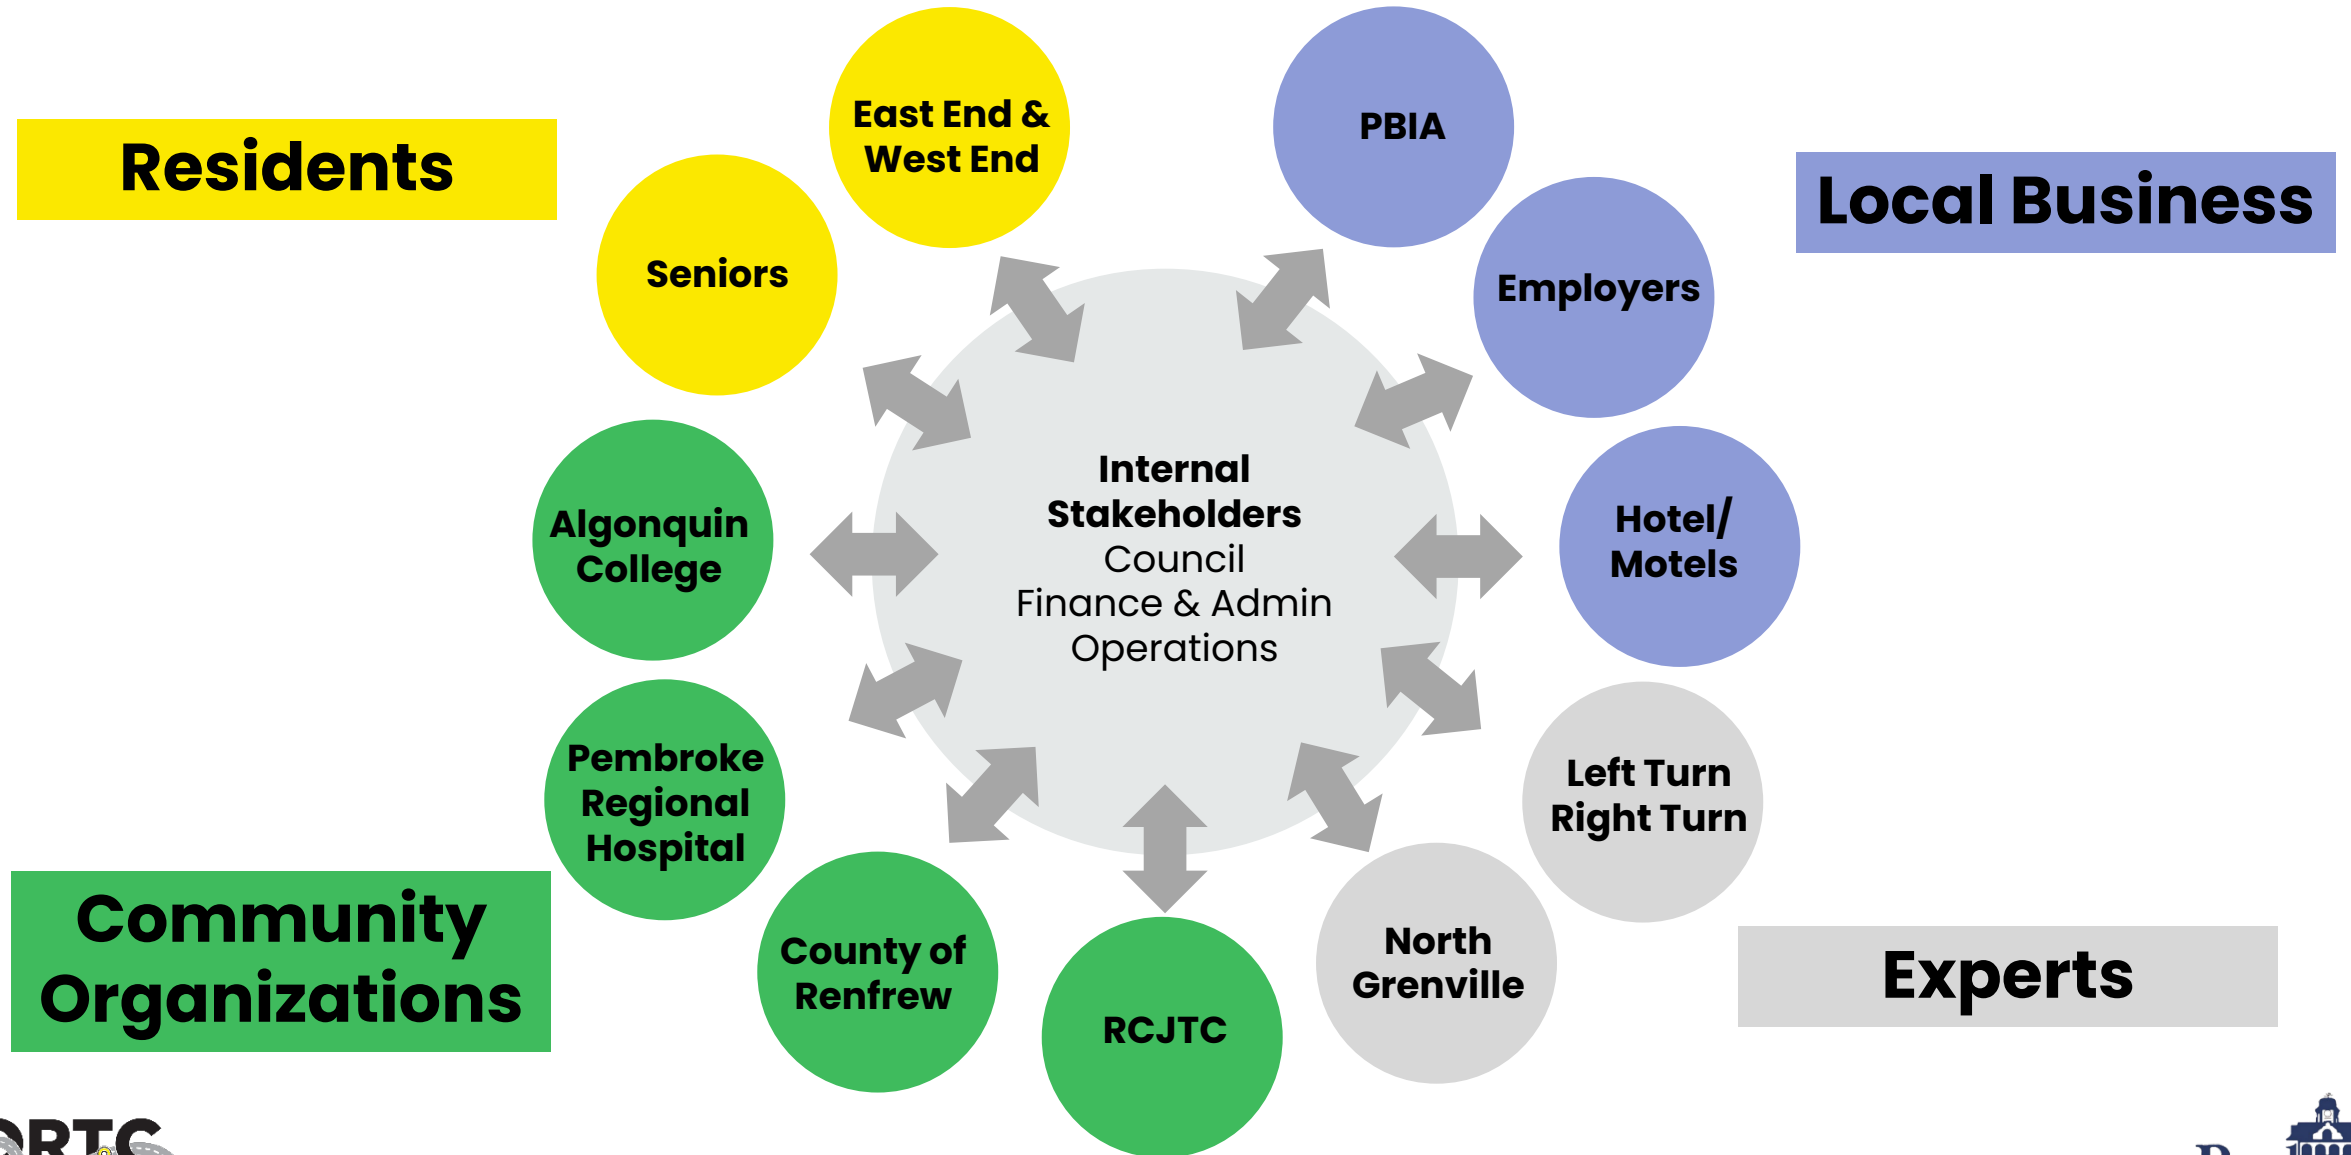 Residents
East End &
West End
Seniors
PBIA
Employers
Local Business
Hotel/
Motels
Algonquin
College
Internal
Stakeholders
Council
Finance & Admin
Operations
Pembroke
Regional
Hospital
Left Turn
Right Turn
Community
Organizations
County of
Renfrew
RCJTC
North
Grenville
Experts